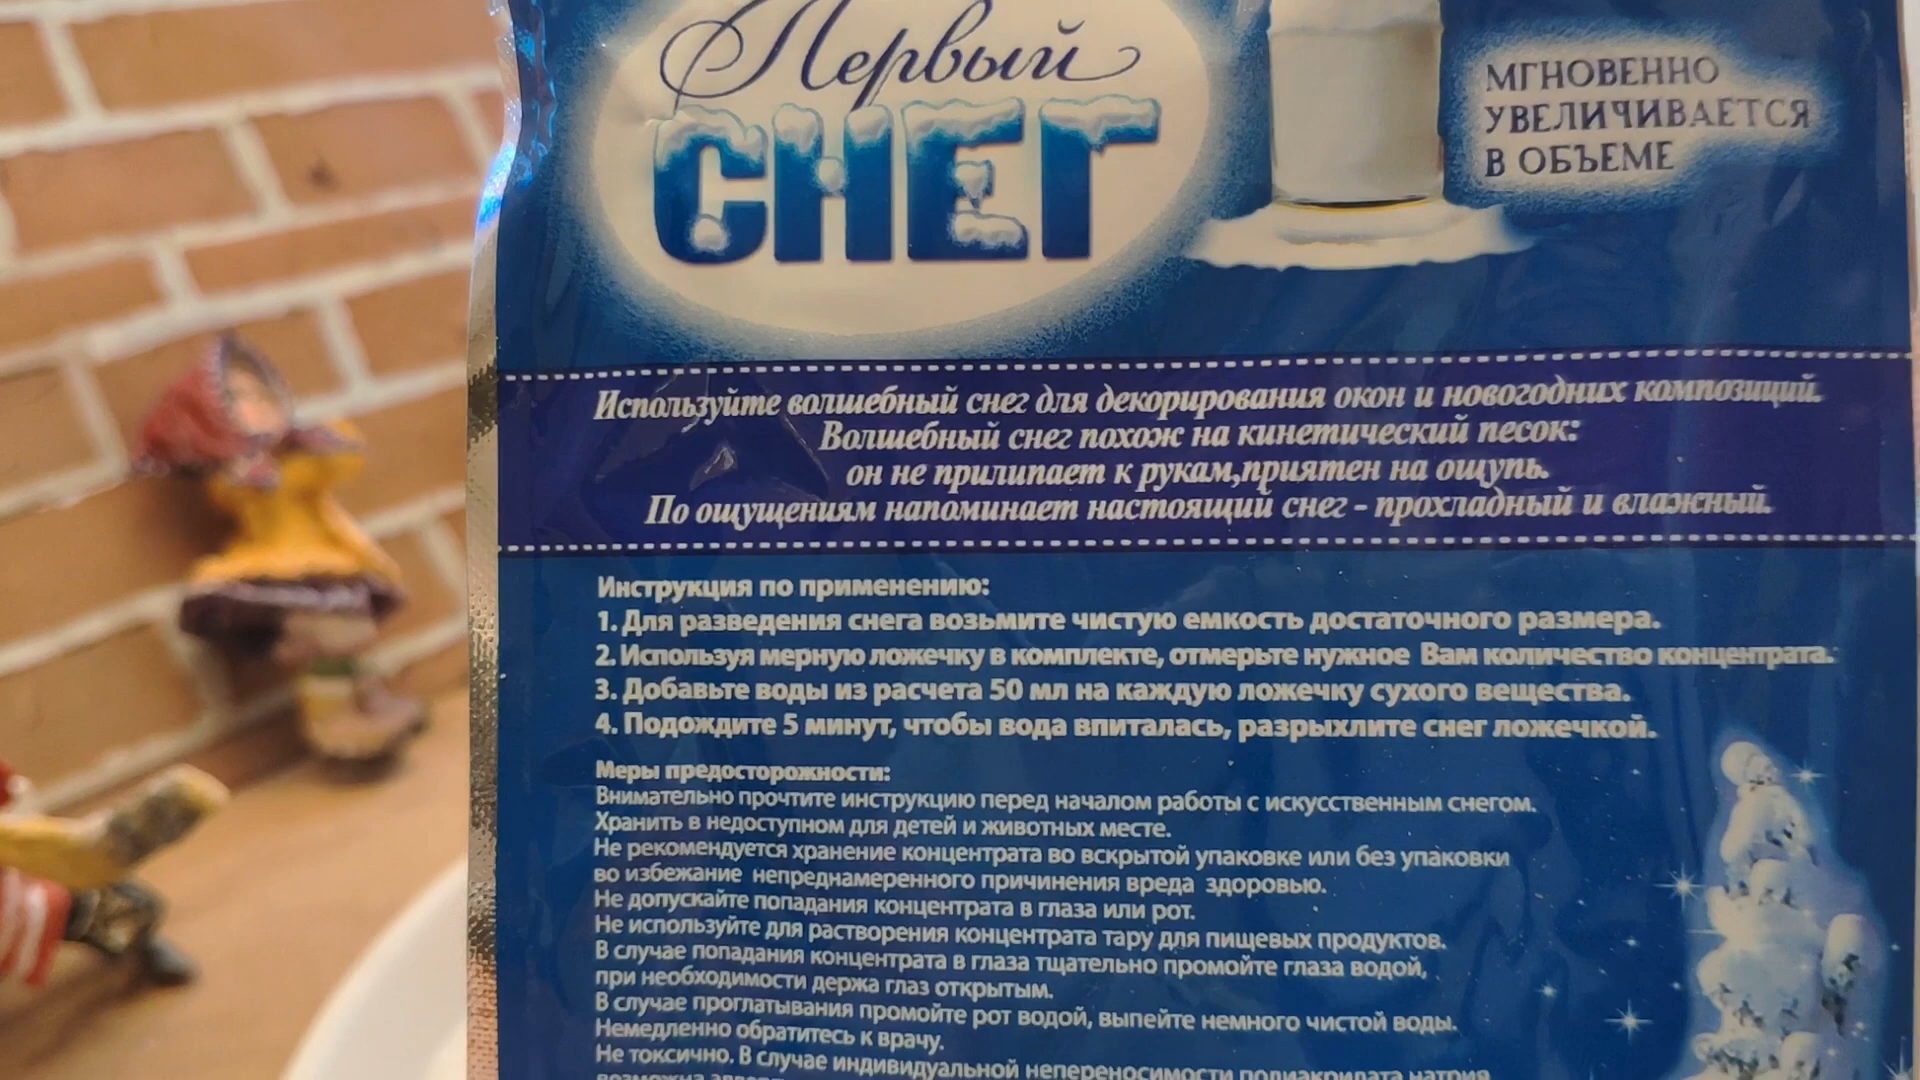 Первый
СНЕГ
МГНОВЕННО
УВЕЛИЧИВАЕТСЯ
В ОБЪЕМЕ
Используйте волшебный снег для декорирования окон и новогодних композиций.
Волшебный снег похож на кинетический песок:
он не прилипает к рукам,приятен на ощупь.
По ощущениям напоминает настоящий снег - прохладный и влажный.
Инструкция по применению:
1. Для разведения снега возьмите чистую емкость достаточного размера.
2. Используя мерную ложечку в комплекте, отмерьте нужное Вам количество концентрата.
3. Добавьте воды из расчета 50 мл на каждую ложечку сухого вещества.
4. Подождите 5 минут, чтобы вода впиталась, разрыхлите снег ложечкой.
Меры предосторожности:
Внимательно прочтите инструкцию перед началом работы с искусственным снегом.
Хранить в недоступном для детей и животных месте.
Не рекомендуется хранение концентрата во вскрытой упаковке или без упаковки
во избежание непреднамеренного причинения вреда здоровью.
Не допускайте попадания концентрата в глаза или рот.
Не используйте для растворения концентрата тару для пищевых продуктов.
В случае попадания концентрата в глаза тщательно промойте глаза водой,
при необходимости держа глаз открытым.
В случае проглатывания промойте рот водой, выпейте немного чистой воды.
Немедленно обратитесь к врачу.
Не токсично. В случае индивидуальной непереносимости полиакрилата натрия